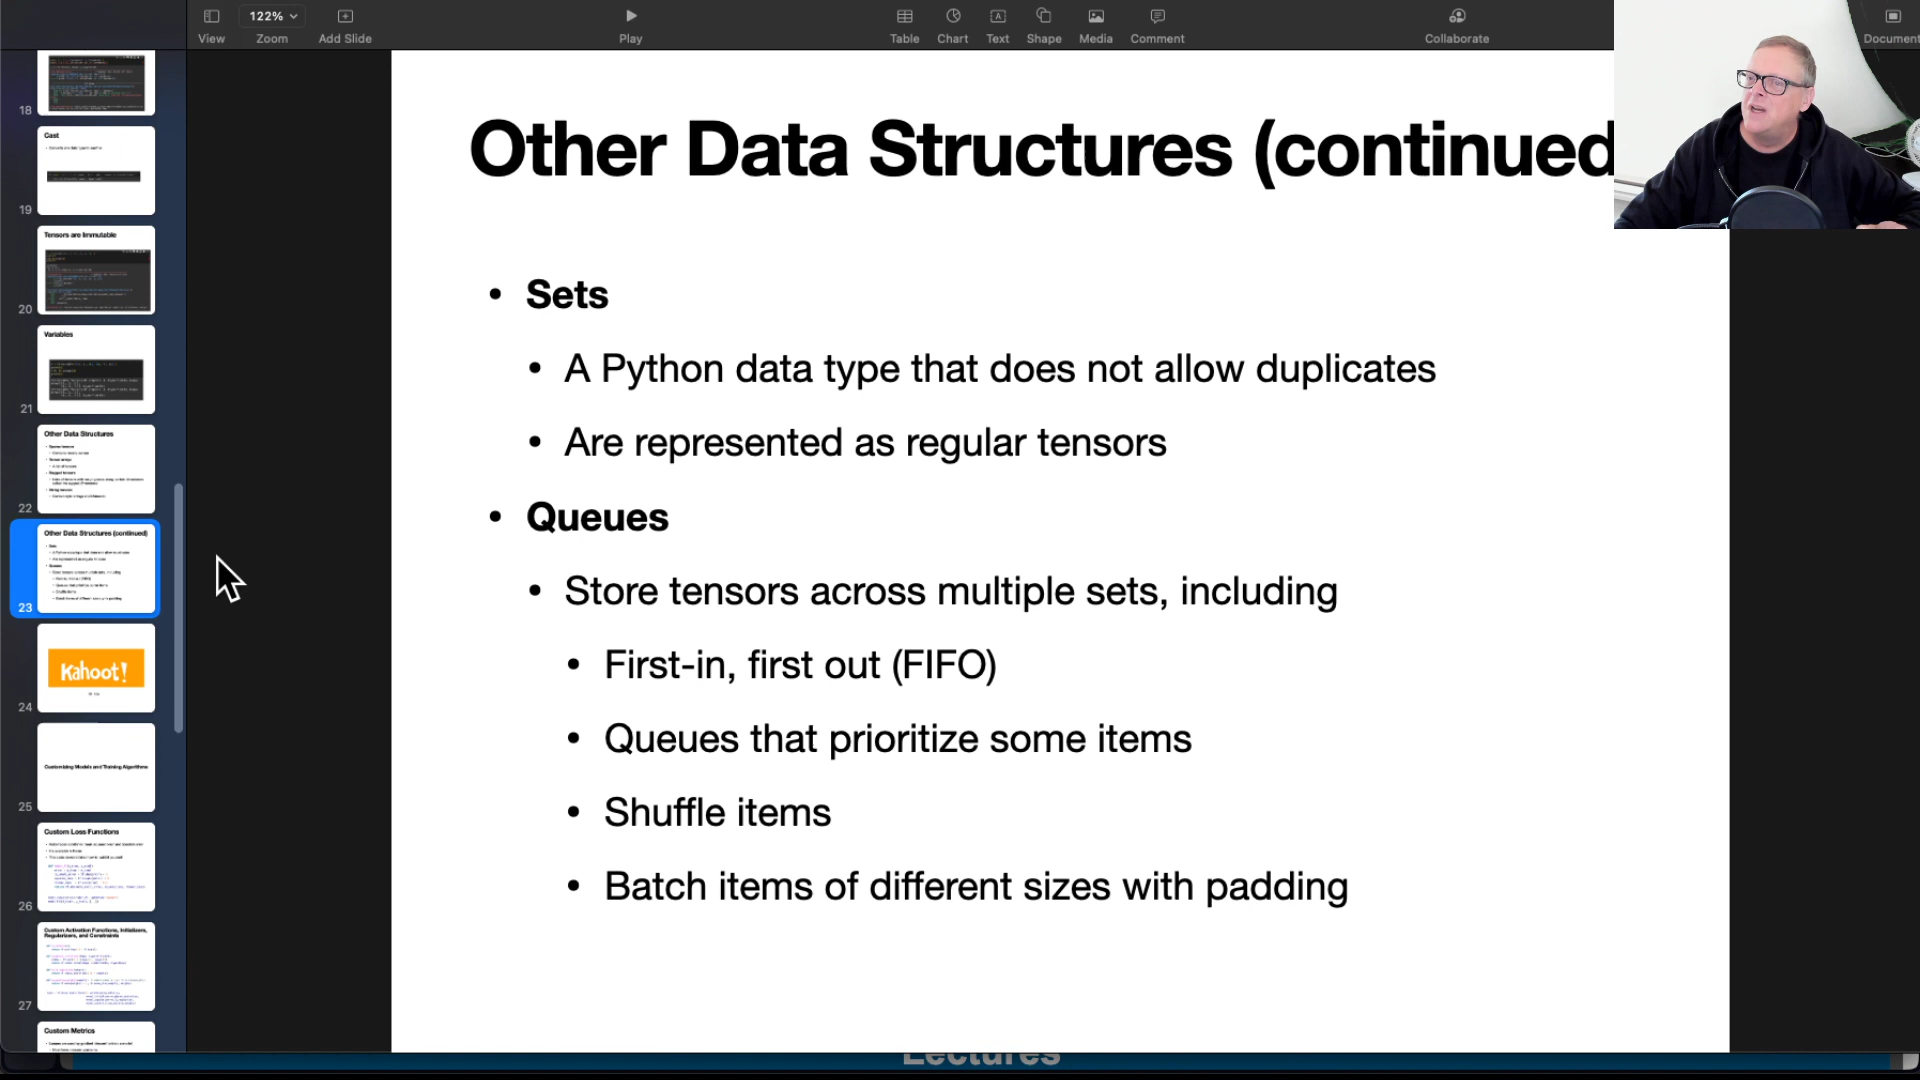 122%
View
Zoom
Add Slide
Play
Table
Chart
Text
Shape
Media
Comment
Collaborate
Document
18
Cast
19
Tensors are Immutable
20
Variables
21
Other Data Structures
22
Other Data Structures (continued)
23
Kahoot!
24
Customizing Models and Training Algorithms
25
Custom Loss Functions
26
Custom Activation Functions, Initializers,
Regularizers, and Constraints
27
Custom Metrics
Other Data Structures (continued
• Sets
• A Python data type that does not allow duplicates
• Are represented as regular tensors
• Queues
• Store tensors across multiple sets, including
• First-in, first out (FIFO)
• Queues that prioritize some items
• Shuffle items
• Batch items of different sizes with padding
Lectures